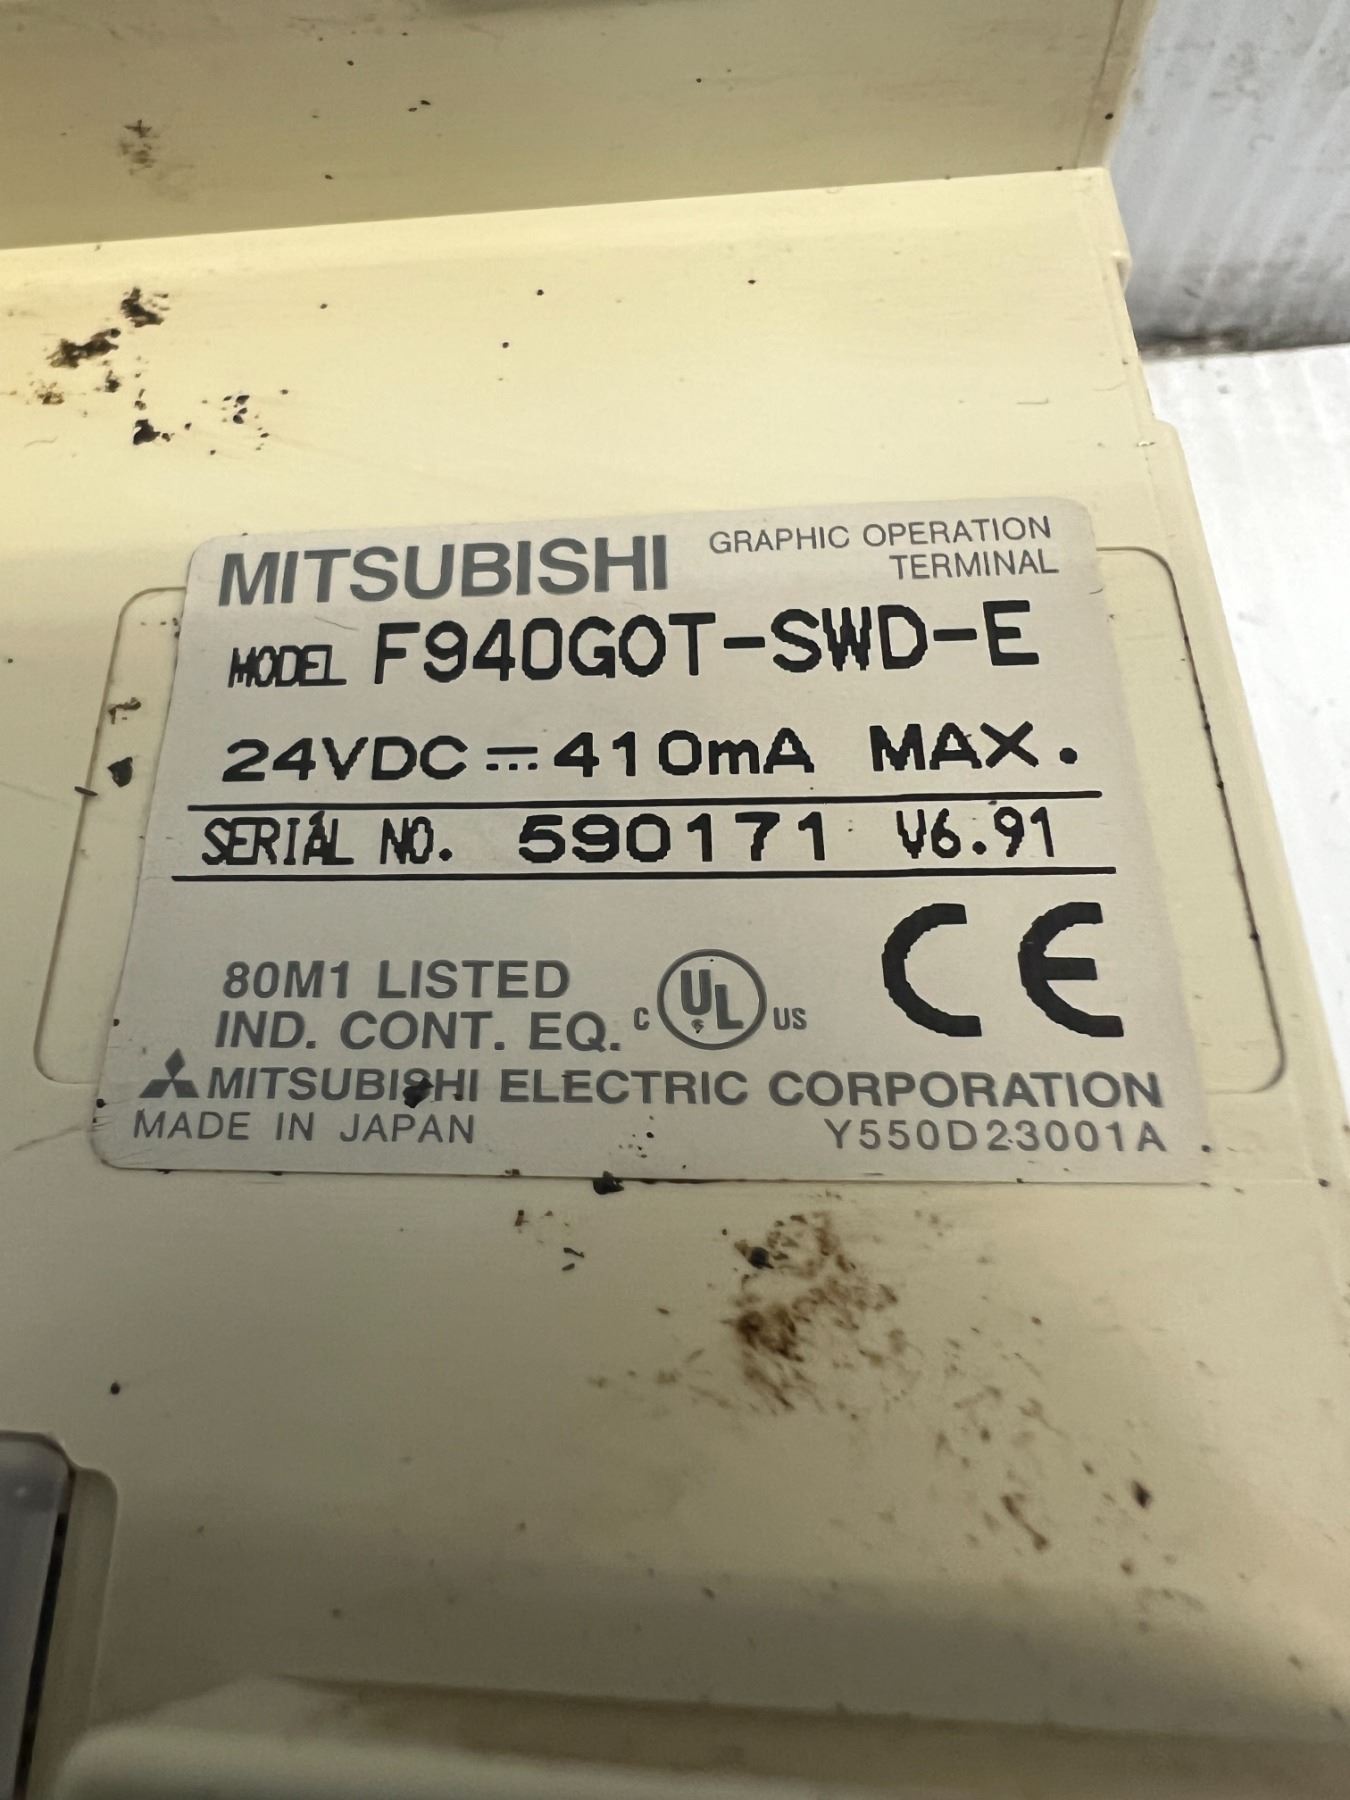 MITSUBISHI GRAPHIC OPERATION
TERMINAL
MODEL F940GOT-SWD-E
24VDC ⎓ 410mA MAX.
SERIAL NO. 590171 V6.91
80M1 LISTED
IND. CONT. EQ. C UL US CE
MITSUBISHI ELECTRIC CORPORATION
MADE IN JAPAN Y550D23001A